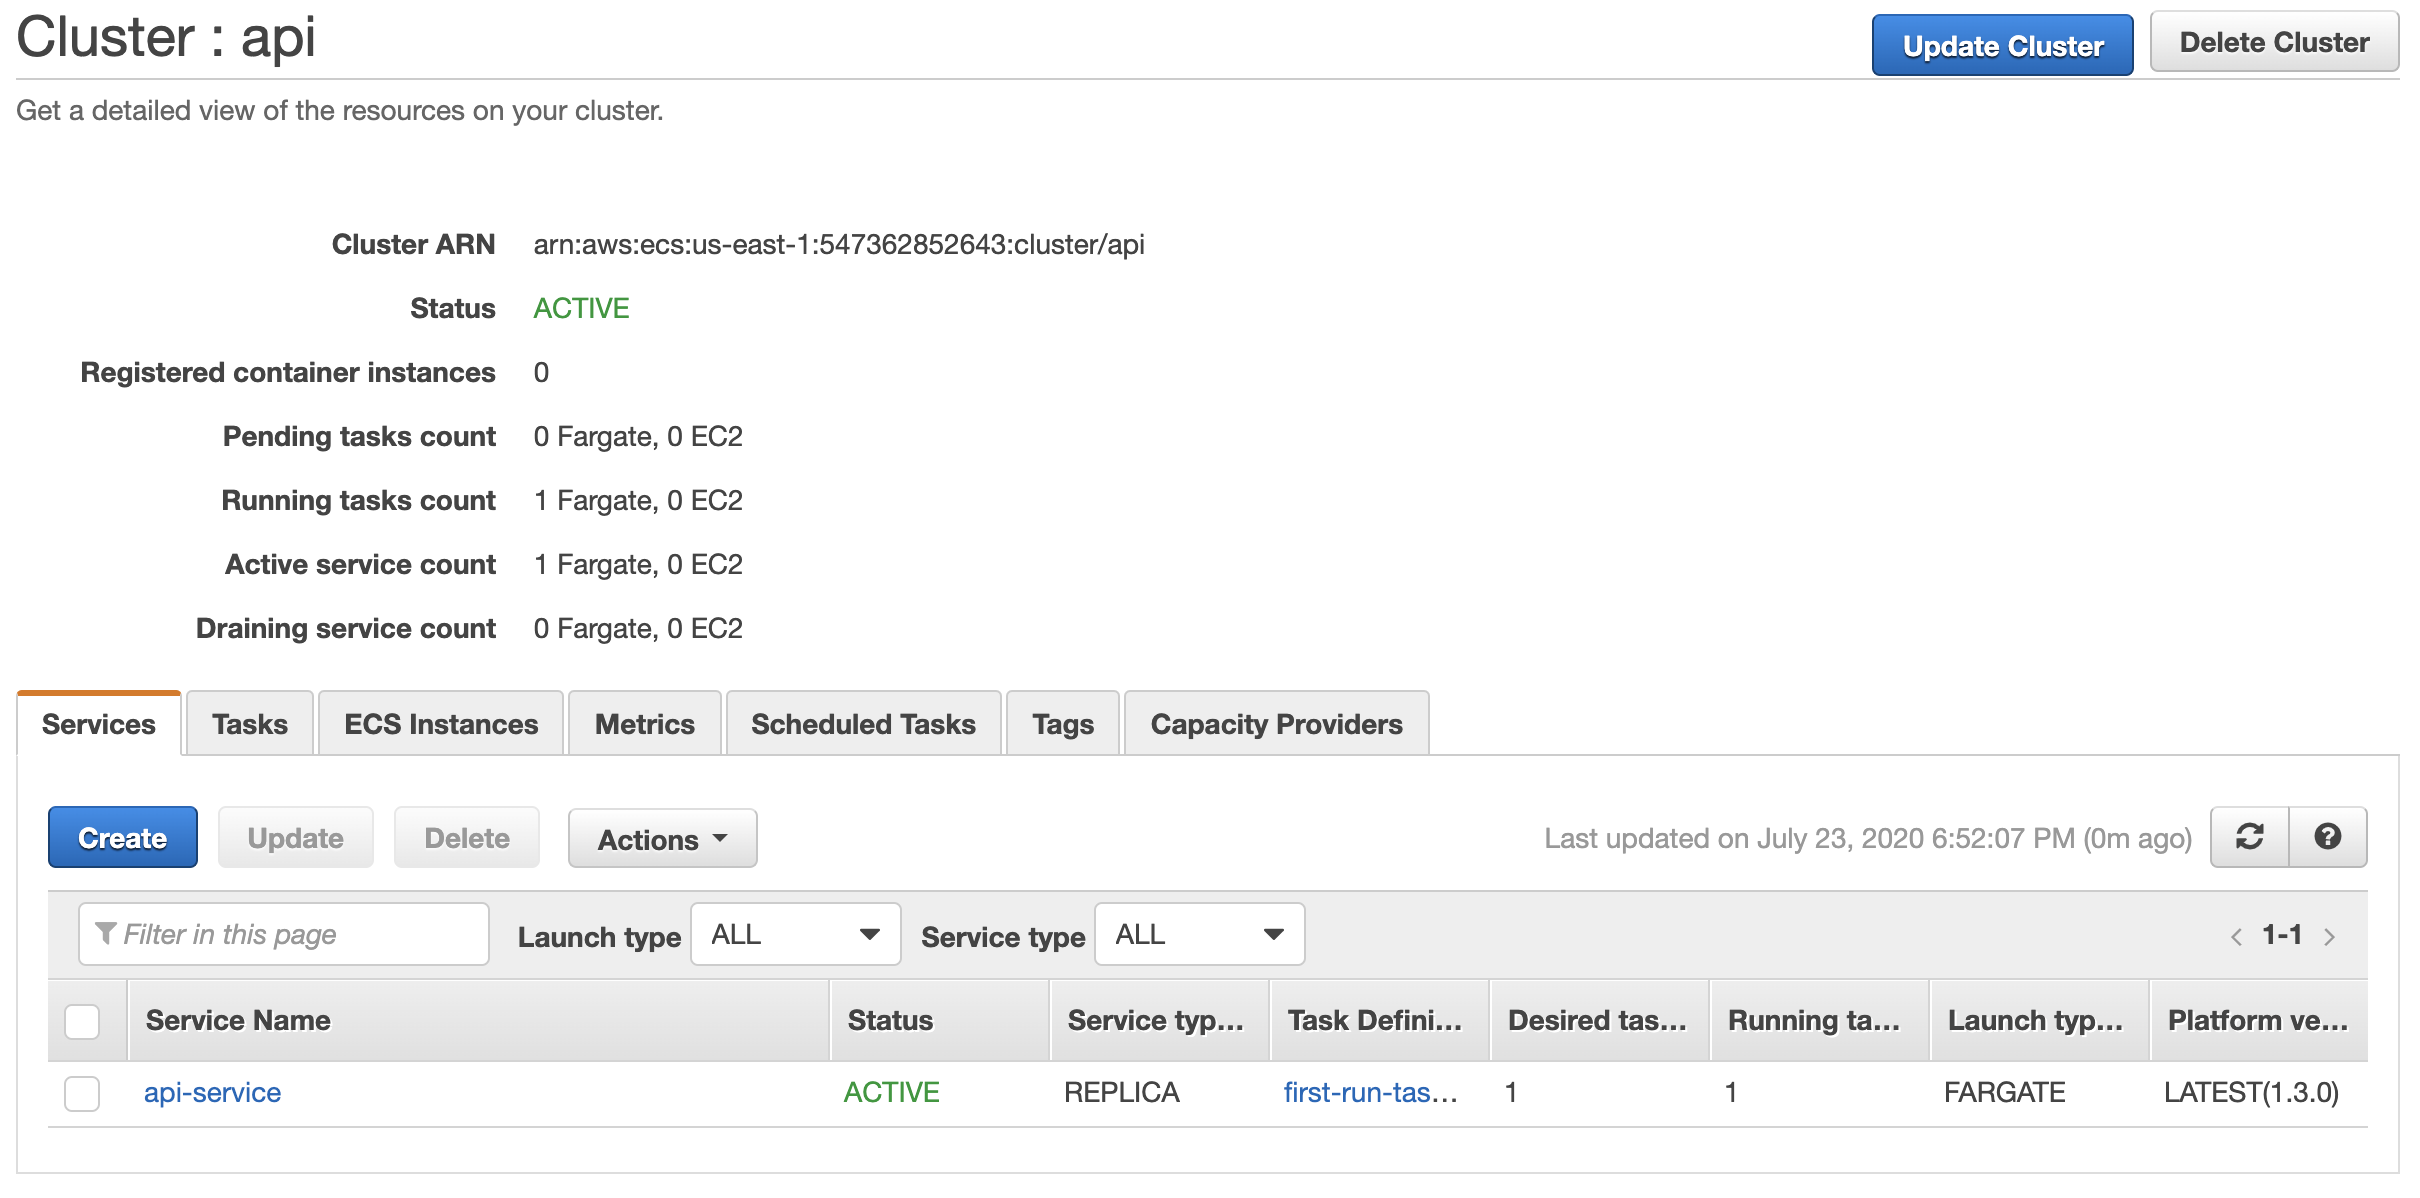 Cluster : api
Update Cluster
Delete Cluster
Get a detailed view of the resources on your cluster.
Cluster ARN arn:aws:ecs:us-east-1:547362852643:cluster/api
Status ACTIVE
Registered container instances 0
Pending tasks count 0 Fargate, 0 EC2
Running tasks count 1 Fargate, 0 EC2
Active service count 1 Fargate, 0 EC2
Draining service count 0 Fargate, 0 EC2
Services Tasks ECS Instances Metrics Scheduled Tasks Tags Capacity Providers
Create Update Delete Actions Last updated on July 23, 2020 6:52:07 PM (0m ago)
Filter in this page Launch type ALL Service type ALL < 1-1 >
Service Name Status Service typ... Task Defini... Desired tas... Running ta... Launch typ... Platform ve...
api-service ACTIVE REPLICA first-run-tas... 1 1 FARGATE LATEST(1.3.0)